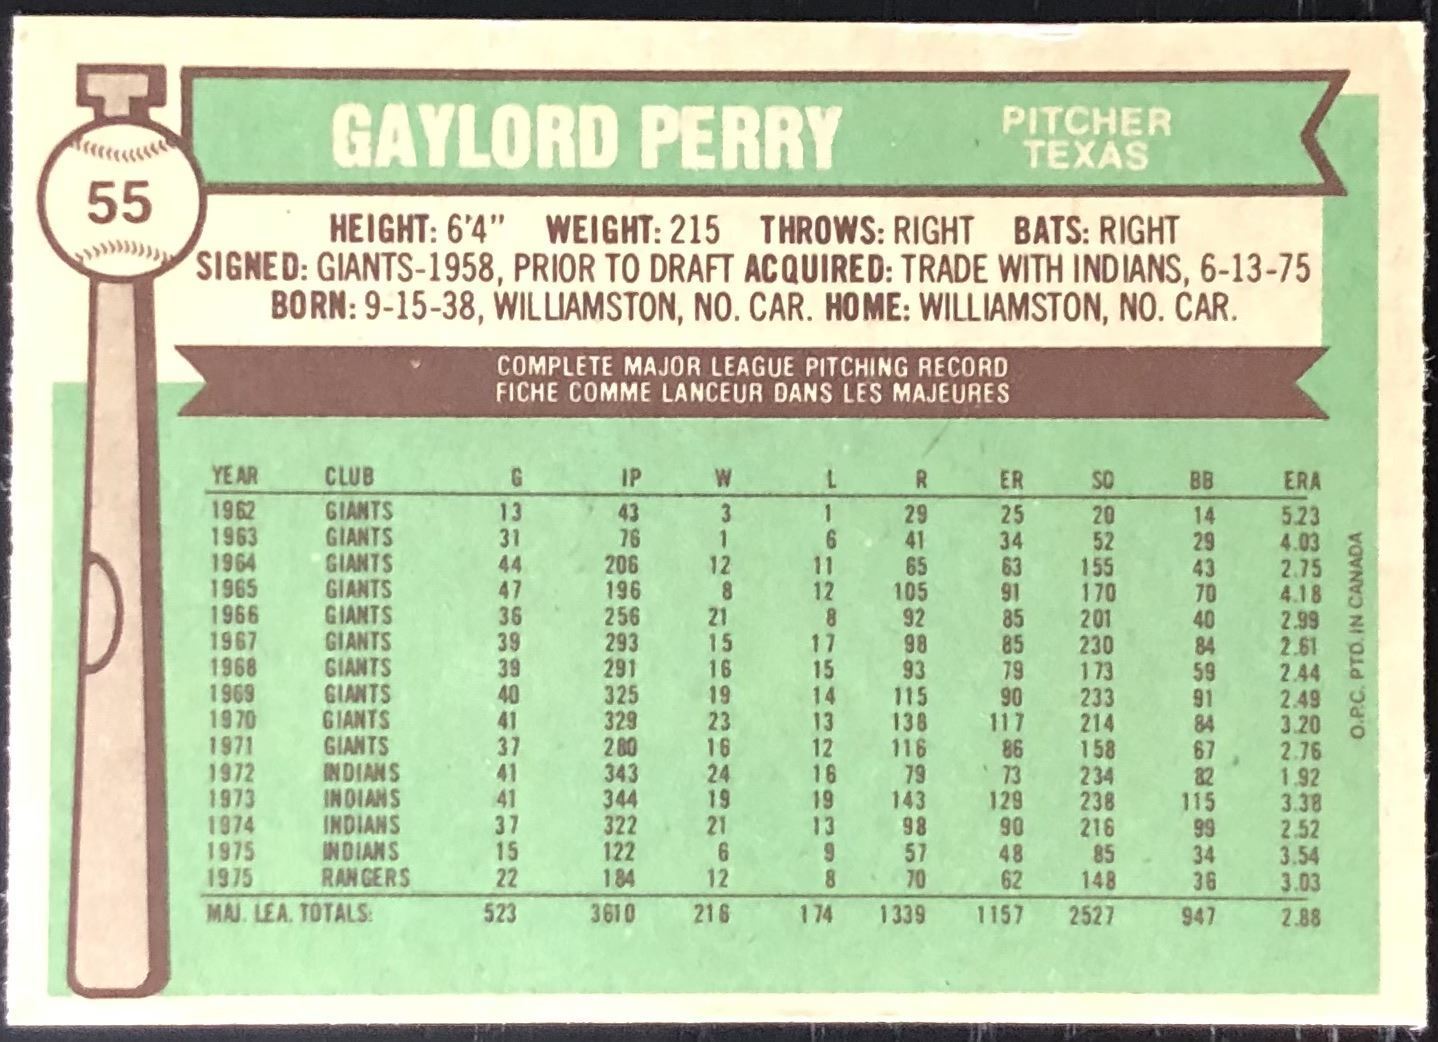 GAYLORD PERRY
PITCHER
TEXAS
55
HEIGHT: 6'4" WEIGHT: 215 THROWS: RIGHT BATS: RIGHT
SIGNED: GIANTS-1958, PRIOR TO DRAFT ACQUIRED: TRADE WITH INDIANS, 6-13-75
BORN: 9-15-38, WILLIAMSTON, NO. CAR. HOME: WILLIAMSTON, NO. CAR.
COMPLETE MAJOR LEAGUE PITCHING RECORD
FICHE COMME LANCEUR DANS LES MAJEURES
YEAR CLUB G IP W L R ER SO BB ERA
1962 GIANTS 13 43 3 1 29 25 20 14 5.23
1963 GIANTS 31 76 1 6 41 34 52 29 4.03
1964 GIANTS 44 206 12 11 65 63 155 43 2.75
1965 GIANTS 47 196 8 12 105 91 170 70 4.18
1966 GIANTS 36 256 21 8 92 85 201 40 2.99
1967 GIANTS 39 293 15 17 98 85 230 84 2.61
1968 GIANTS 39 291 16 15 93 79 173 59 2.44
1969 GIANTS 40 325 19 14 115 90 233 91 2.49
1970 GIANTS 41 329 23 13 138 117 214 84 3.20
1971 GIANTS 37 280 16 12 116 86 158 67 2.76
1972 INDIANS 41 343 24 16 79 73 234 82 1.92
1973 INDIANS 41 344 19 19 143 129 238 115 3.38
1974 INDIANS 37 322 21 13 98 90 216 99 2.52
1975 INDIANS 15 122 6 9 57 48 85 34 3.54
1975 RANGERS 22 184 12 8 70 62 148 36 3.03
MAJ. LEA. TOTALS: 523 3610 216 174 1339 1157 2527 947 2.88
O.P.C. PTD. IN CANADA